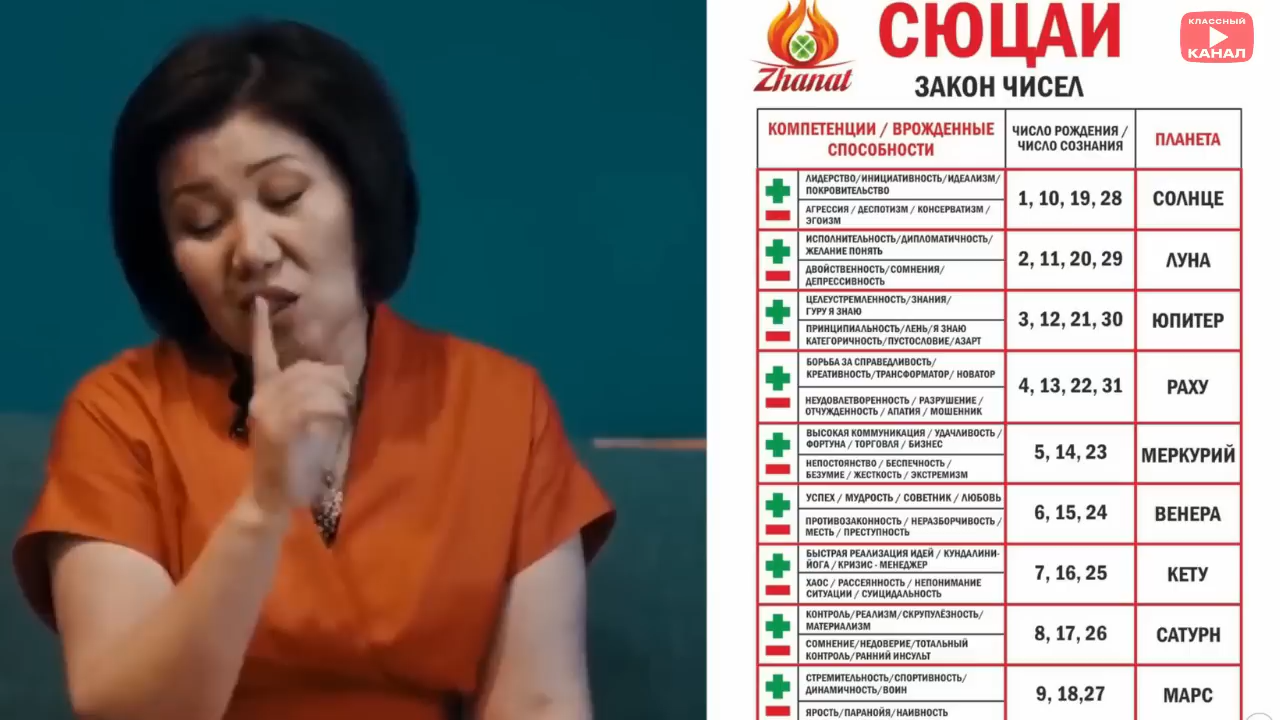 СЮЦАИ
Zhanat
ЗАКОН ЧИСЕЛ
КЛАССНЫЙ
КАНАЛ
КОМПЕТЕНЦИИ / ВРОЖДЕННЫЕ
СПОСОБНОСТИ
ЧИСЛО РОЖДЕНИЯ /
ЧИСЛО СОЗНАНИЯ
ПЛАНЕТА
ЛИДЕРСТВО/ИНИЦИАТИВНОСТЬ/ИДЕАЛИЗМ/
ПОКРОВИТЕЛЬСТВО
АГРЕССИЯ / ДЕСПОТИЗМ / КОНСЕРВАТИЗМ /
ЭГОИЗМ
1, 10, 19, 28
СОЛНЦЕ
ИСПОЛНИТЕЛЬНОСТЬ/ДИПЛОМАТИЧНОСТЬ/
ЖЕЛАНИЕ ПОНЯТЬ
ДВОЙСТВЕННОСТЬ/СОМНЕНИЯ/
ДЕПРЕССИВНОСТЬ
2, 11, 20, 29
ЛУНА
ЦЕЛЕУСТРЕМЛЕННОСТЬ/ЗНАНИЯ/
ГУРУ Я ЗНАЮ
ПРИНЦИПИАЛЬНОСТЬ/ЛЕНЬ/Я ЗНАЮ
КАТЕГОРИЧНОСТЬ/ПУСТОСЛОВИЕ/АЗАРТ
3, 12, 21, 30
ЮПИТЕР
БОРЬБА ЗА СПРАВЕДЛИВОСТЬ/
КРЕАТИВНОСТЬ/ТРАНСФОРМАТОР/ НОВАТОР
НЕУДОВЛЕТВОРЕННОСТЬ / РАЗРУШЕНИЕ /
ОТЧУЖДЕННОСТЬ / АПАТИЯ / МОШЕННИК
4, 13, 22, 31
РАХУ
ВЫСОКАЯ КОММУНИКАЦИЯ / УДАЧЛИВОСТЬ /
ФОРТУНА / ТОРГОВЛЯ / БИЗНЕС
НЕПОСТОЯНСТВО / БЕСПЕЧНОСТЬ /
БЕЗУМИЕ / ЖЕСТКОСТЬ / ЭКСТРЕМИЗМ
5, 14, 23
МЕРКУРИЙ
УСПЕХ / МУДРОСТЬ / СОВЕТНИК / ЛЮБОВЬ
ПРОТИВОЗАКОННОСТЬ / НЕРАЗБОРЧИВОСТЬ /
МЕСТЬ / ПРЕСТУПНОСТЬ
6, 15, 24
ВЕНЕРА
БЫСТРАЯ РЕАЛИЗАЦИЯ ИДЕЙ / КУНДАЛИНИ-
ЙОГА / КРИЗИС - МЕНЕДЖЕР
ХАОС / РАССЕЯННОСТЬ / НЕПОНИМАНИЕ
СИТУАЦИИ / СУИЦИДАЛЬНОСТЬ
7, 16, 25
КЕТУ
КОНТРОЛЬ/РЕАЛИЗМ/СКРУПУЛЁЗНОСТЬ/
МАТЕРИАЛИЗМ
СОМНЕНИЕ/НЕДОВЕРИЕ/ТОТАЛЬНЫЙ
КОНТРОЛЬ/РАННИЙ ИНСУЛЬТ
8, 17, 26
САТУРН
СТРЕМИТЕЛЬНОСТЬ/СПОРТИВНОСТЬ/
ДИНАМИЧНОСТЬ/ВОИН
ЯРОСТЬ/ПАРАНОЙЯ/НАИВНОСТЬ
9, 18,27
МАРС